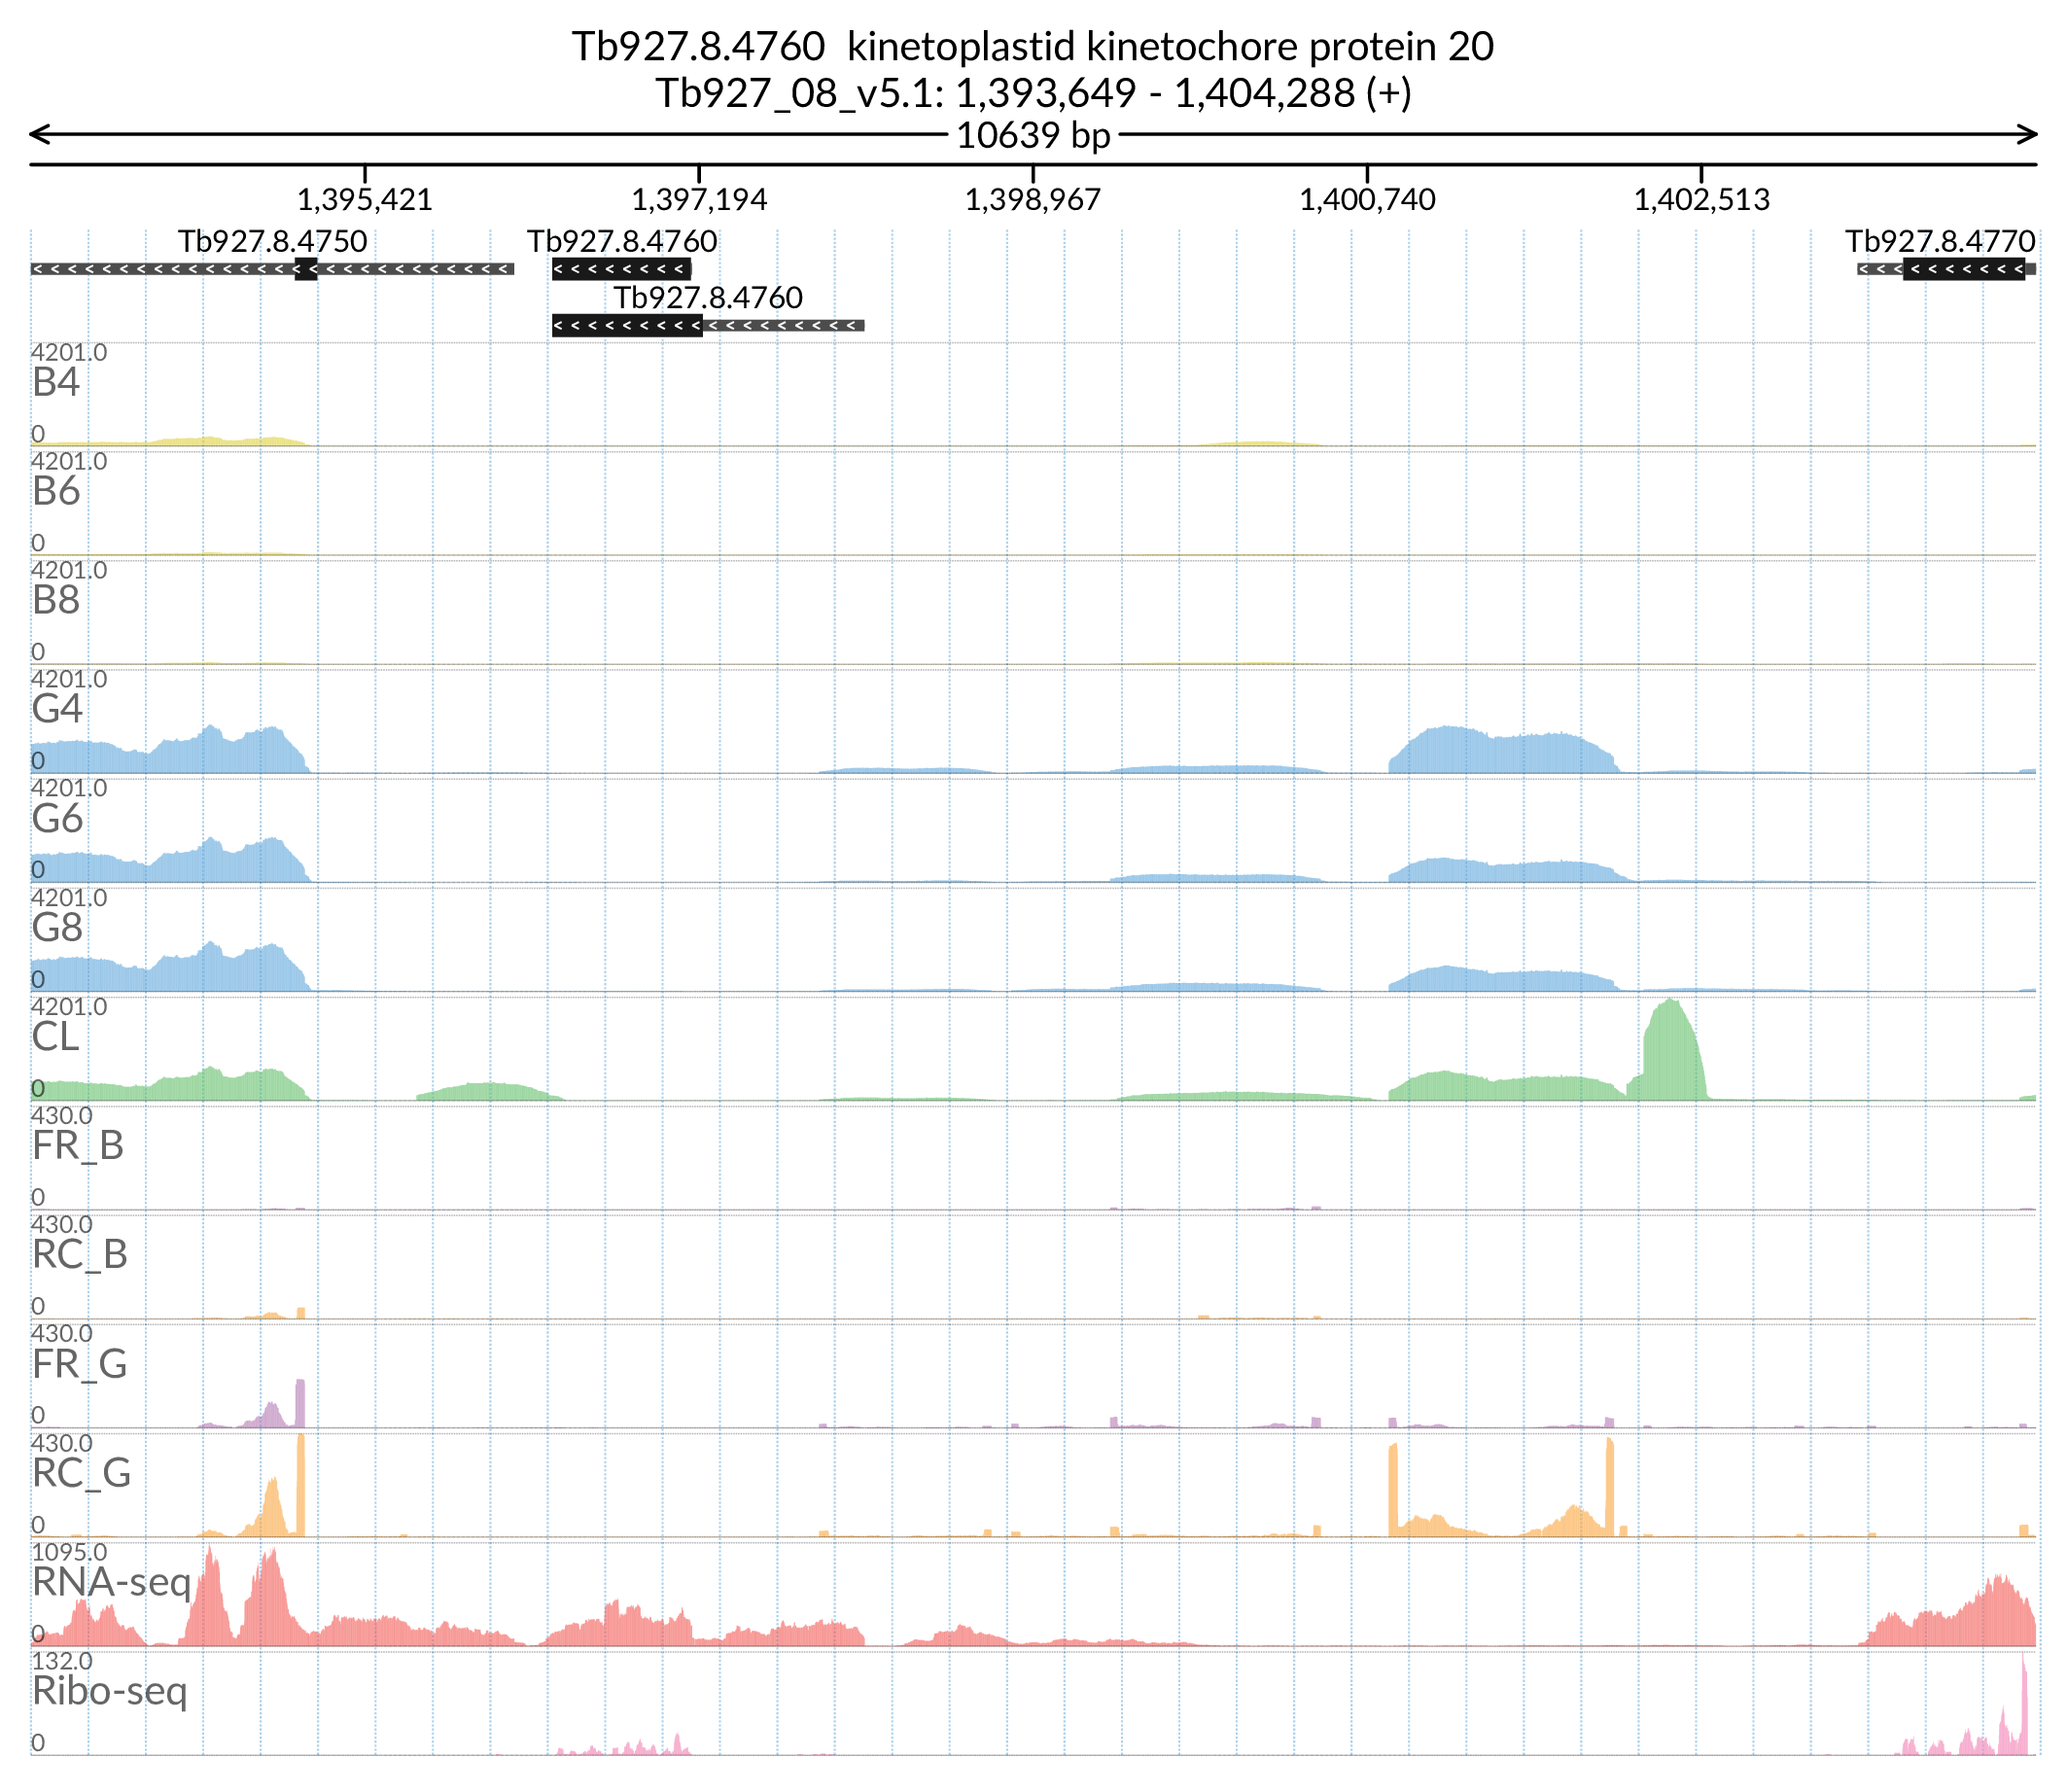 Tb927.8.4760  kinetoplastid kinetochore protein 20
Tb927_08_v5.1: 1,393,649 - 1,404,288 (+)
10639 bp
1,395,421 1,397,194 1,398,967 1,400,740 1,402,513
Tb927.8.4750 Tb927.8.4760 Tb927.8.4770
Tb927.8.4760
4201.0
B4
0
4201.0
B6
0
4201.0
B8
0
4201.0
G4
0
4201.0
G6
0
4201.0
G8
0
4201.0
CL
0
430.0
FR_B
0
430.0
RC_B
0
430.0
FR_G
0
430.0
RC_G
0
1095.0
RNA-seq
0
132.0
Ribo-seq
0